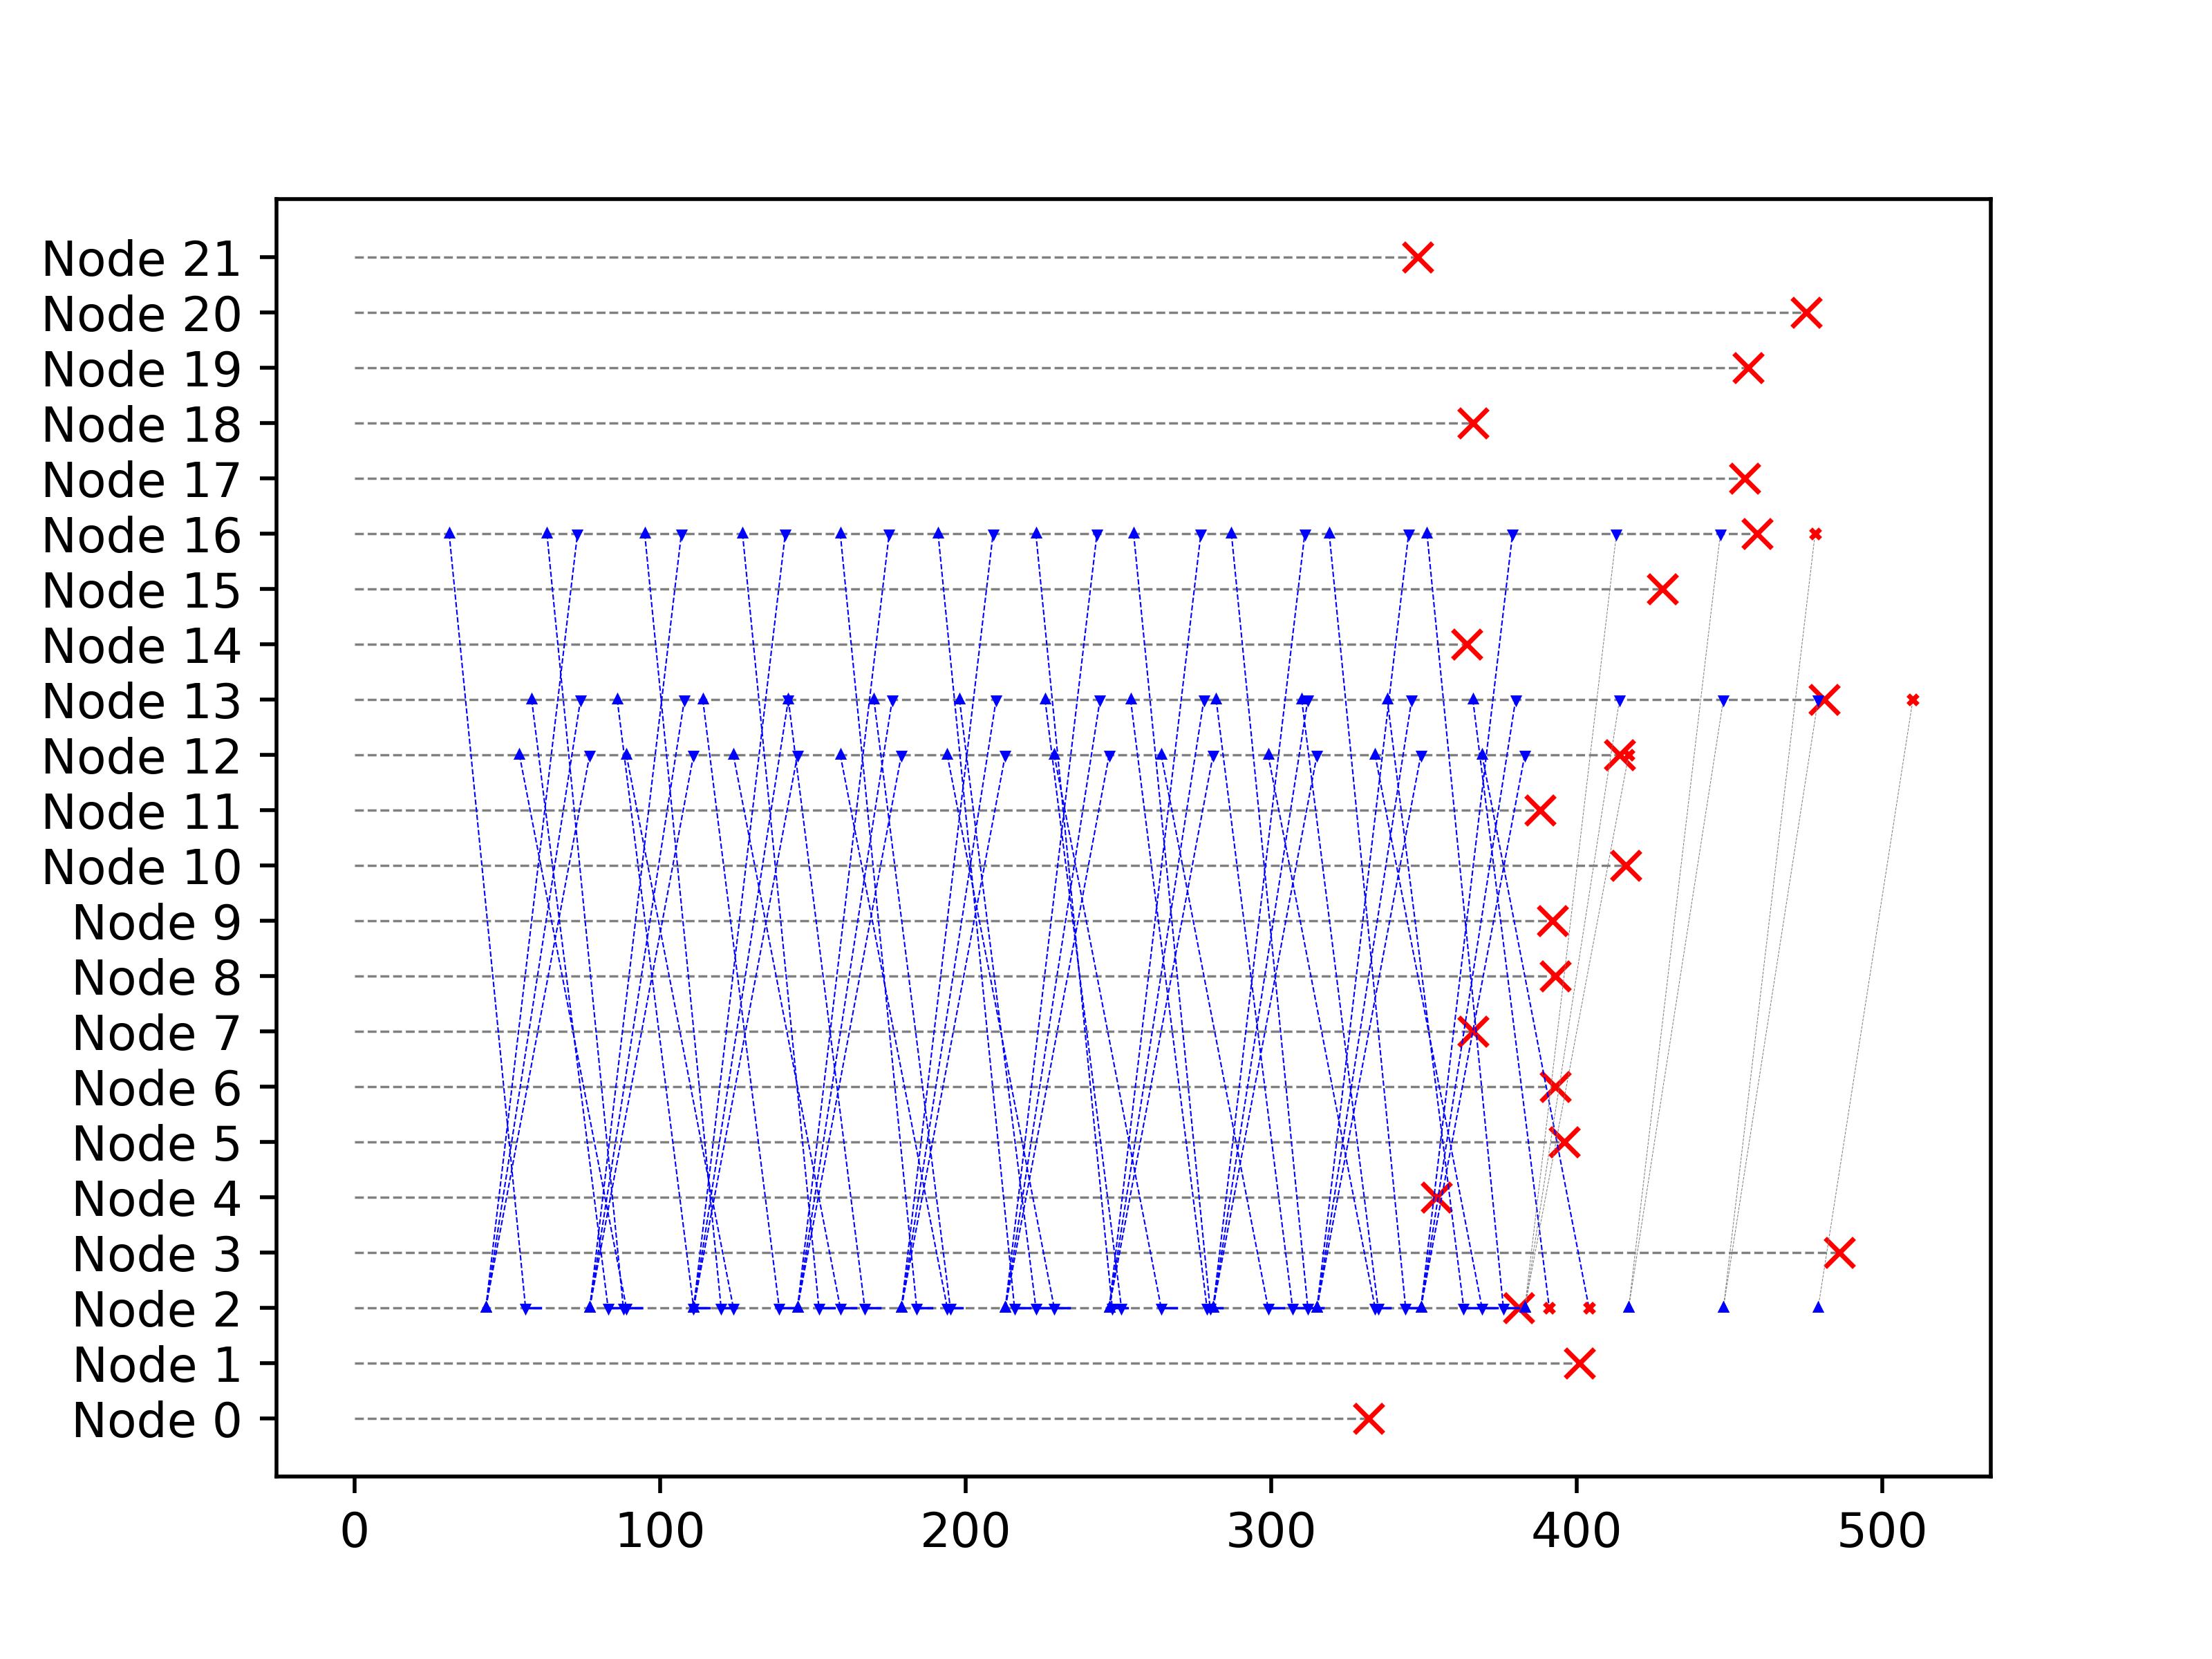 Node 21
Node 20
Node 19
Node 18
Node 17
Node 16
Node 15
Node 14
Node 13
Node 12
Node 11
Node 10
Node 9
Node 8
Node 7
Node 6
Node 5
Node 4
Node 3
Node 2
Node 1
Node 0
0 100 200 300 400 500